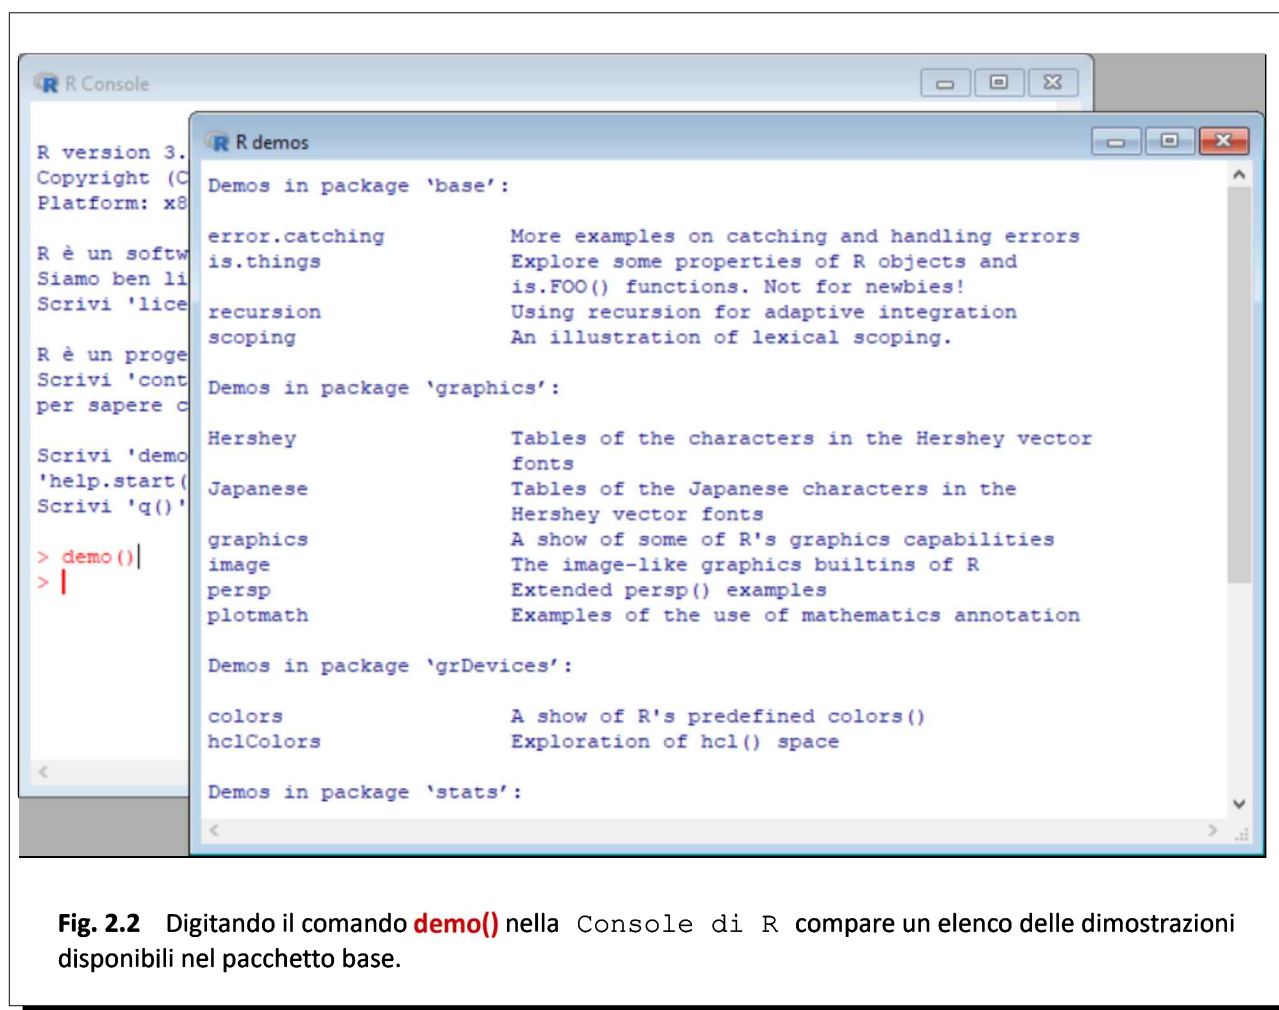 R Console
R version 3.
Copyright (C
Platform: x8
R è un softw
Siamo ben li
Scrivi 'lice
R è un proge
Scrivi 'cont
per sapere c
Scrivi 'demo
'help.start(
Scrivi 'q()'
> demo()
>
R demos
Demos in package ‘base’:
error.catching More examples on catching and handling errors
is.things Explore some properties of R objects and
is.FOO() functions. Not for newbies!
recursion Using recursion for adaptive integration
scoping An illustration of lexical scoping.
Demos in package ‘graphics’:
Hershey Tables of the characters in the Hershey vector
fonts
Japanese Tables of the Japanese characters in the
Hershey vector fonts
graphics A show of some of R's graphics capabilities
image The image-like graphics builtins of R
persp Extended persp() examples
plotmath Examples of the use of mathematics annotation
Demos in package ‘grDevices’:
colors A show of R's predefined colors()
hclColors Exploration of hcl() space
Demos in package ‘stats’:
Fig. 2.2 Digitando il comando demo() nella Console di R compare un elenco delle dimostrazioni
disponibili nel pacchetto base.